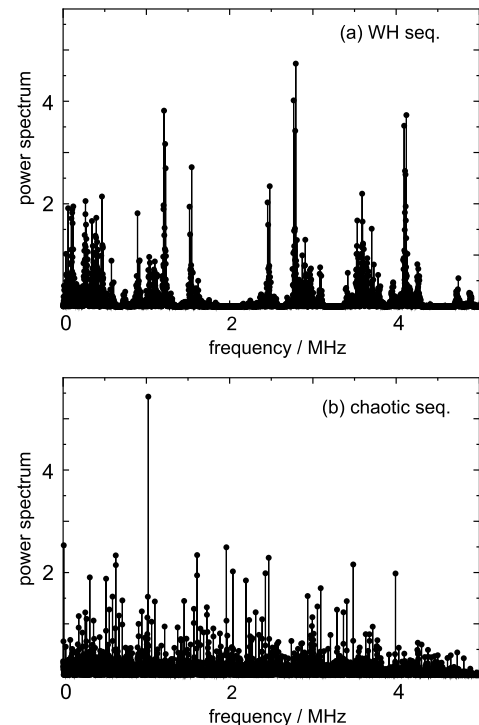 (a) WH seq.
power spectrum
4
2
0
2
4
frequency / MHz
(b) chaotic seq.
power spectrum
4
2
0
2
4
frequency / MHz